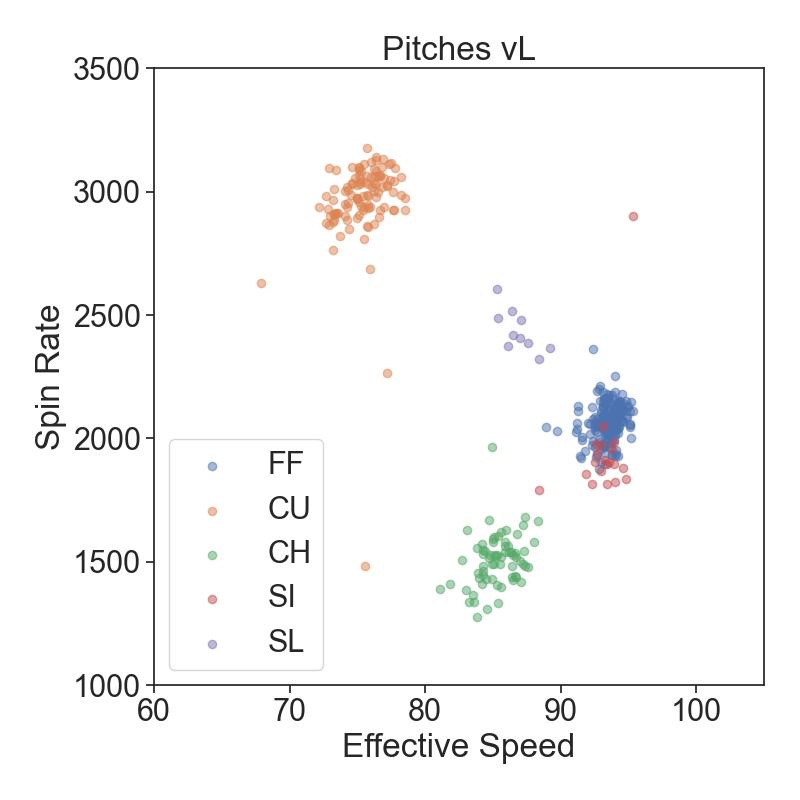 Pitches vL
3500
3000
2500
2000
1500
1000
Spin Rate
FF
CU
CH
SI
SL
60 70 80 90 100
Effective Speed